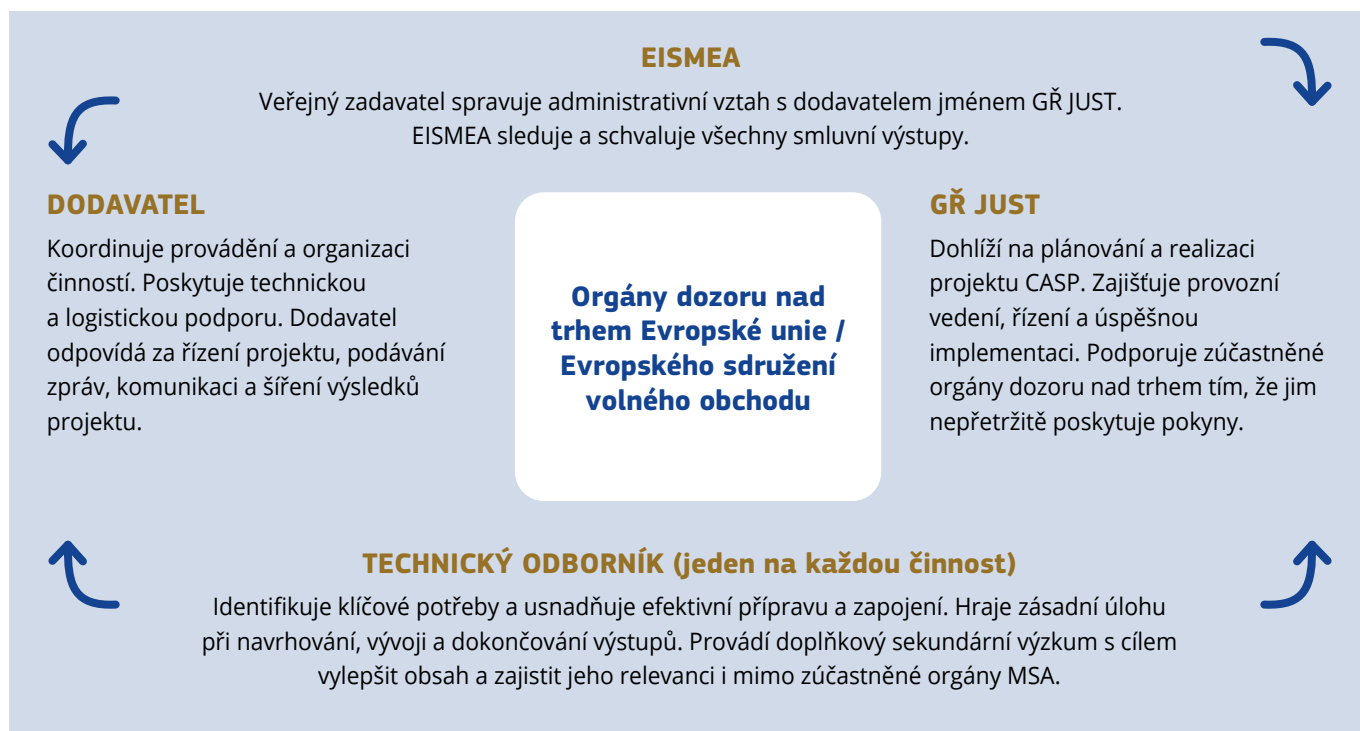 EISMEA
Veřejný zadavatel spravuje administrativní vztah s dodavatelem jménem GŘ JUST.
EISMEA sleduje a schvaluje všechny smluvní výstupy.
DODAVATEL
Koordinuje provádění a organizaci
činností. Poskytuje technickou
a logistickou podporu. Dodavatel
odpovídá za řízení projektu, podávání
zpráv, komunikaci a šíření výsledků
projektu.
Orgány dozoru nad
trhem Evropské unie /
Evropského sdružení
volného obchodu
GŘ JUST
Dohlíží na plánování a realizaci
projektu CASP. Zajišťuje provozní
vedení, řízení a úspěšnou
implementaci. Podporuje zúčastněné
orgány dozoru nad trhem tím, že jim
nepřetržitě poskytuje pokyny.
TECHNICKÝ ODBORNÍK (jeden na každou činnost)
Identifikuje klíčové potřeby a usnadňuje efektivní přípravu a zapojení. Hraje zásadní úlohu
při navrhování, vývoji a dokončování výstupů. Provádí doplňkový sekundární výzkum s cílem
vylepšit obsah a zajistit jeho relevanci i mimo zúčastněné orgány MSA.